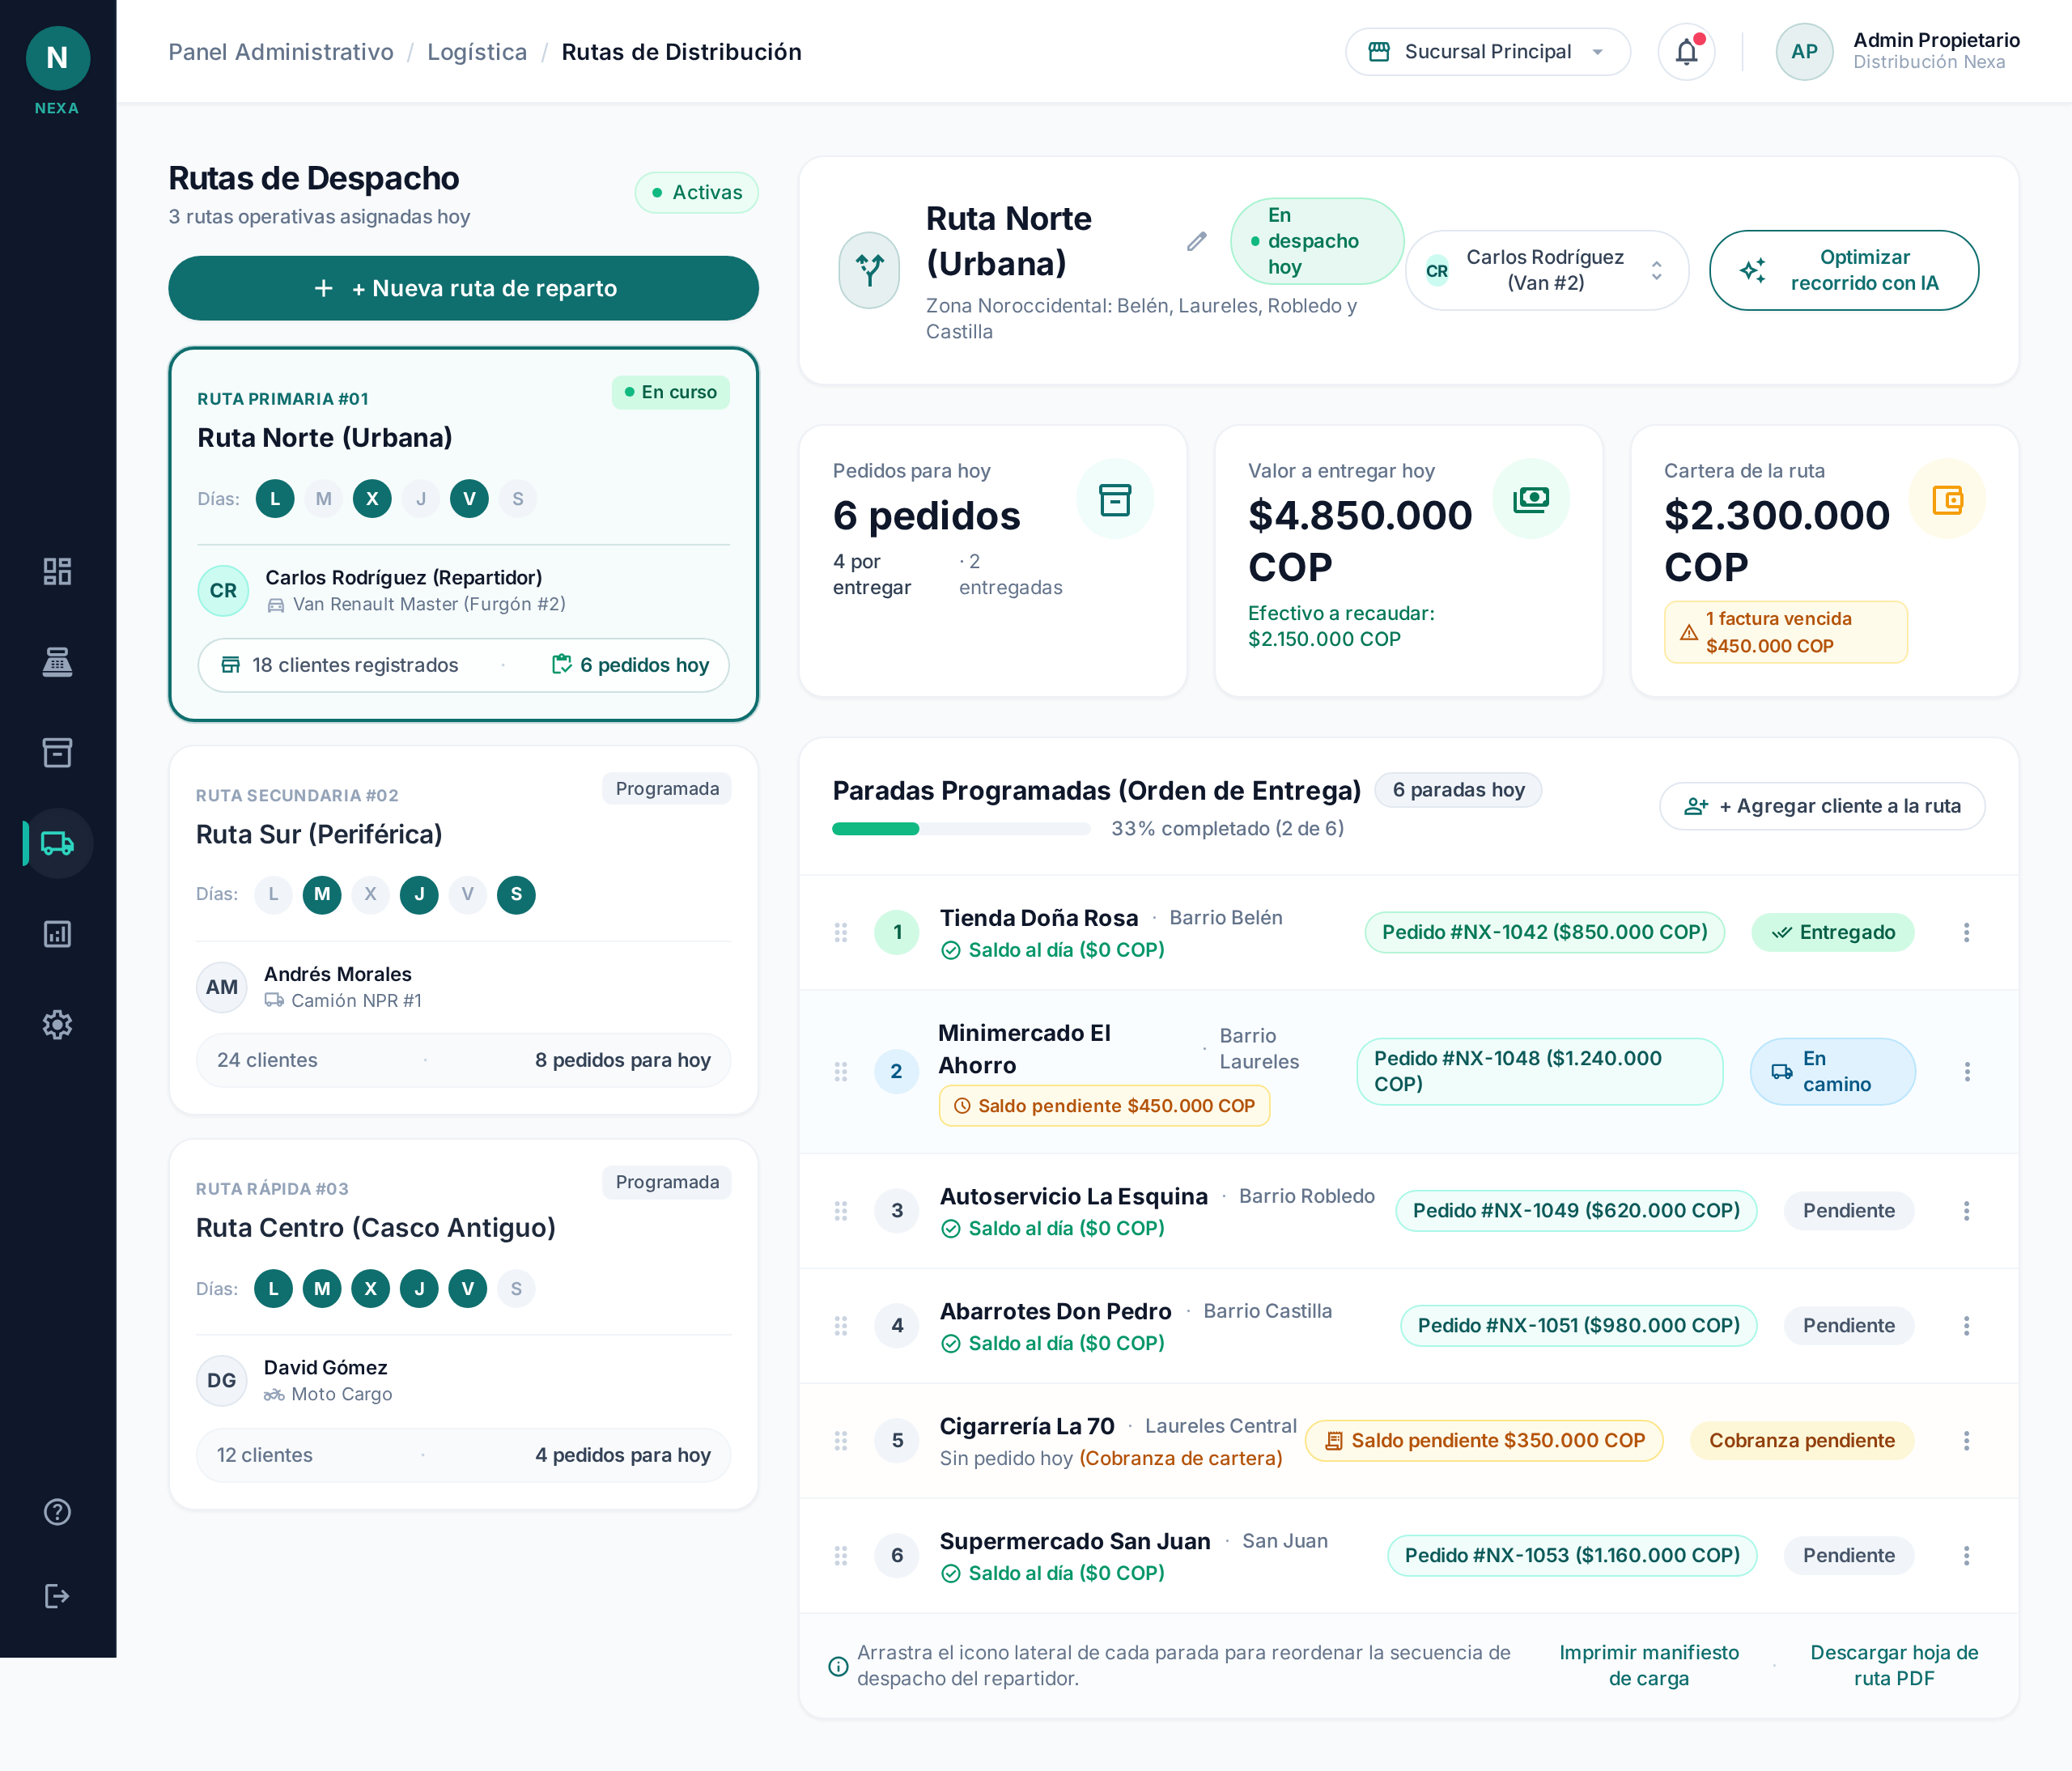 N
NEXA
Panel Administrativo / Logística / Rutas de Distribución
Sucursal Principal
AP
Admin Propietario
Distribución Nexa
Rutas de Despacho
3 rutas operativas asignadas hoy
Activas
+ + Nueva ruta de reparto
RUTA PRIMARIA #01
En curso
Ruta Norte (Urbana)
Días: L M X J V S
CR
Carlos Rodríguez (Repartidor)
Van Renault Master (Furgón #2)
18 clientes registrados · 6 pedidos hoy
RUTA SECUNDARIA #02
Programada
Ruta Sur (Periférica)
Días: L M X J V S
AM
Andrés Morales
Camión NPR #1
24 clientes · 8 pedidos para hoy
RUTA RÁPIDA #03
Programada
Ruta Centro (Casco Antiguo)
Días: L M X J V S
DG
David Gómez
Moto Cargo
12 clientes · 4 pedidos para hoy
Ruta Norte
(Urbana)
En
despacho
hoy
Zona Noroccidental: Belén, Laureles, Robledo y
Castilla
CR
Carlos Rodríguez
(Van #2)
Optimizar
recorrido con IA
Pedidos para hoy
6 pedidos
4 por
entregar
· 2
entregadas
Valor a entregar hoy
$4.850.000
COP
Efectivo a recaudar:
$2.150.000 COP
Cartera de la ruta
$2.300.000
COP
1 factura vencida
$450.000 COP
Paradas Programadas (Orden de Entrega)
6 paradas hoy
33% completado (2 de 6)
+ Agregar cliente a la ruta
1
Tienda Doña Rosa · Barrio Belén
Saldo al día ($0 COP)
Pedido #NX-1042 ($850.000 COP)
Entregado
2
Minimercado El
Ahorro
·
Barrio
Laureles
Saldo pendiente $450.000 COP
Pedido #NX-1048 ($1.240.000
COP)
En
camino
3
Autoservicio La Esquina · Barrio Robledo
Saldo al día ($0 COP)
Pedido #NX-1049 ($620.000 COP)
Pendiente
4
Abarrotes Don Pedro · Barrio Castilla
Saldo al día ($0 COP)
Pedido #NX-1051 ($980.000 COP)
Pendiente
5
Cigarrería La 70 · Laureles Central
Sin pedido hoy (Cobranza de cartera)
Saldo pendiente $350.000 COP
Cobranza pendiente
6
Supermercado San Juan · San Juan
Saldo al día ($0 COP)
Pedido #NX-1053 ($1.160.000 COP)
Pendiente
Arrastra el icono lateral de cada parada para reordenar la secuencia de
despacho del repartidor.
Imprimir manifiesto
de carga
·
Descargar hoja de
ruta PDF